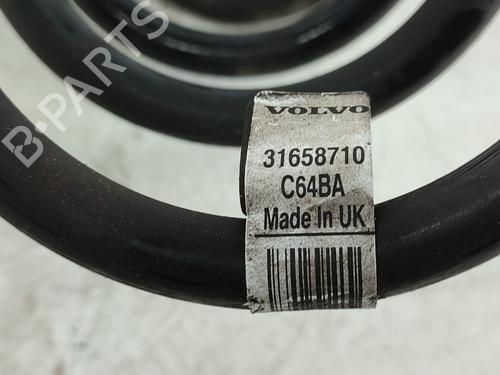 VOLVO
31658710
C64BA
Made In UK
B-PARTS